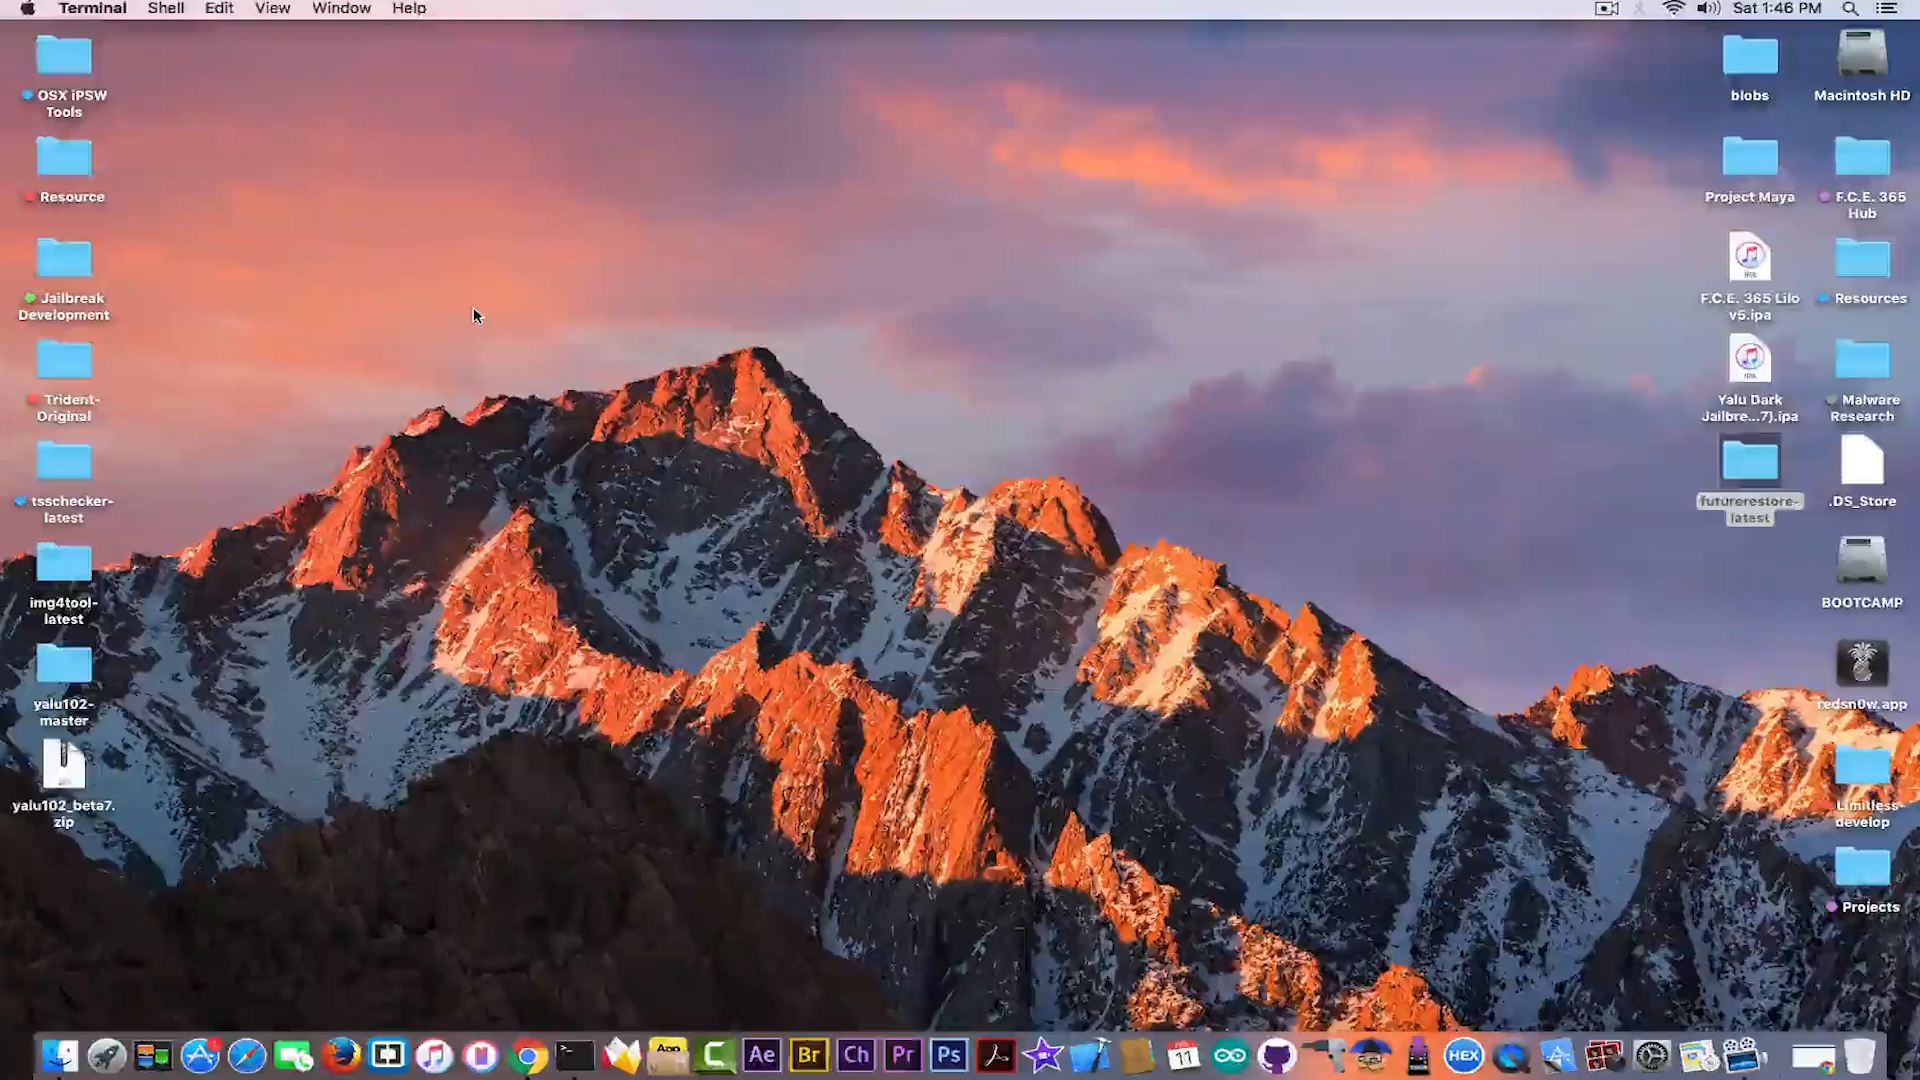 Terminal Shell Edit View Window Help Sat 1:46 PM
OSX iPSW
Tools
Resource
Jailbreak
Development
Trident-
Original
tsschecker-
latest
img4tool-
latest
yalu102-
master
yalu102_beta7.
zip
blobs
Project Maya
F.C.E. 365 Lilo
v5.ipa
Yalu Dark
Jailbre...7).ipa
futurerestore-
latest
Macintosh HD
F.C.E. 365
Hub
Resources
Malware
Research
.DS_Store
BOOTCAMP
redsn0w.app
Limitless
develop
Projects
App Ae Br Ch Pr Ps 17 HEX